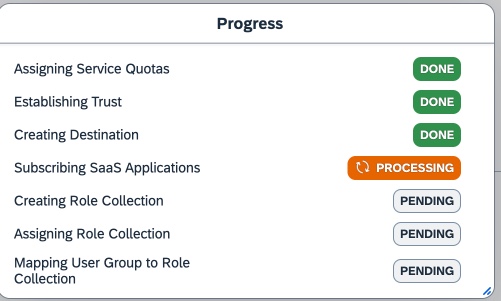 Progress
Assigning Service Quotas DONE
Establishing Trust DONE
Creating Destination DONE
Subscribing SaaS Applications PROCESSING
Creating Role Collection PENDING
Assigning Role Collection PENDING
Mapping User Group to Role
Collection PENDING